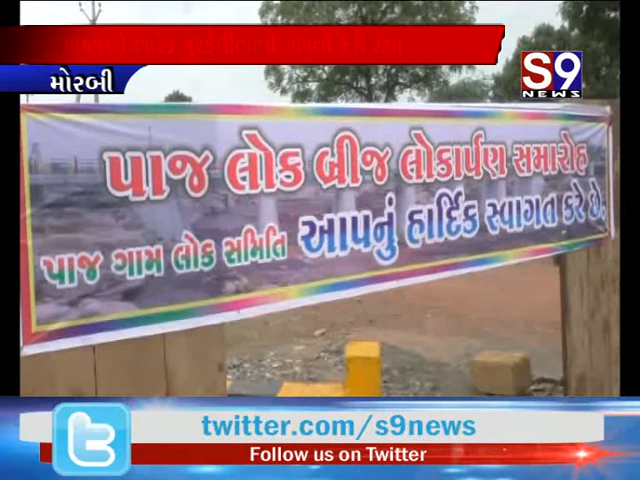 મોરબી
S9
NEWS
પાજ લોક બ્રીજ લોકાર્પણ સમારોહ
પાજ ગામ લોક સમિતિ આપનું હાર્દિક સ્વાગત કરે છે.
twitter.com/s9news
Follow us on Twitter